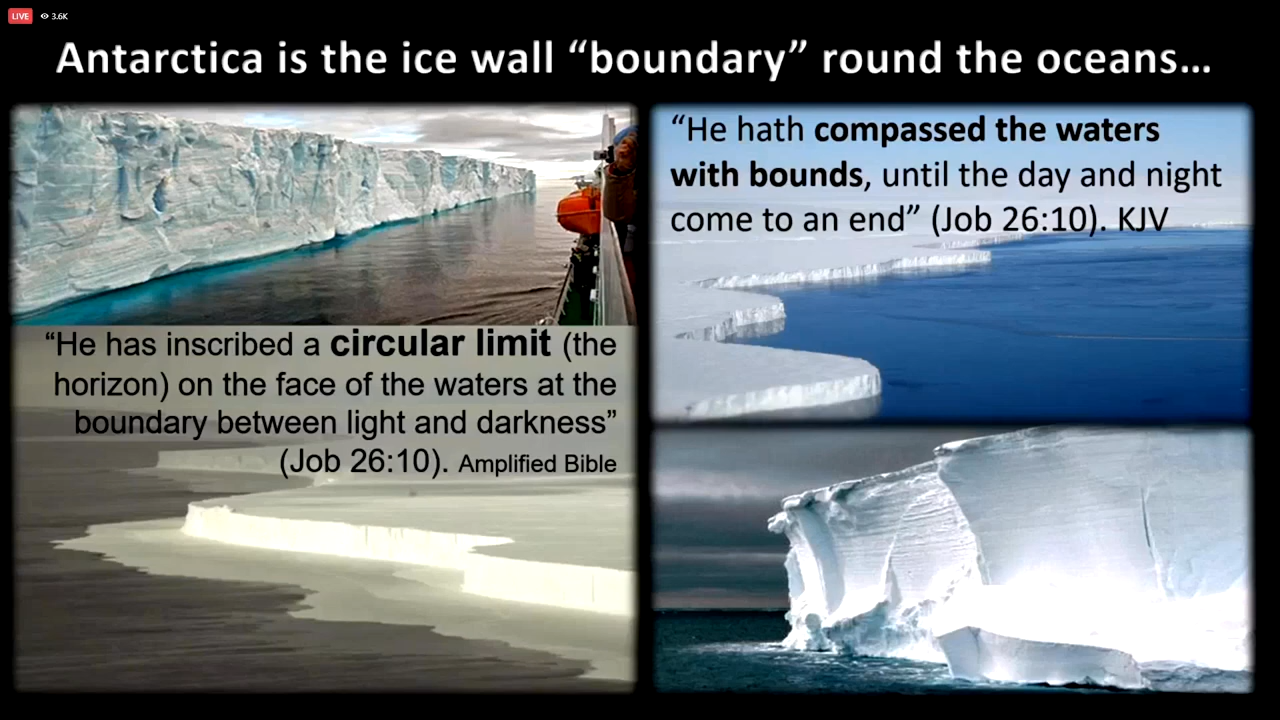 LIVE 3.6K
Antarctica is the ice wall “boundary” round the oceans…
“He has inscribed a circular limit (the
horizon) on the face of the waters at the
boundary between light and darkness”
(Job 26:10). Amplified Bible
“He hath compassed the waters
with bounds, until the day and night
come to an end” (Job 26:10). KJV